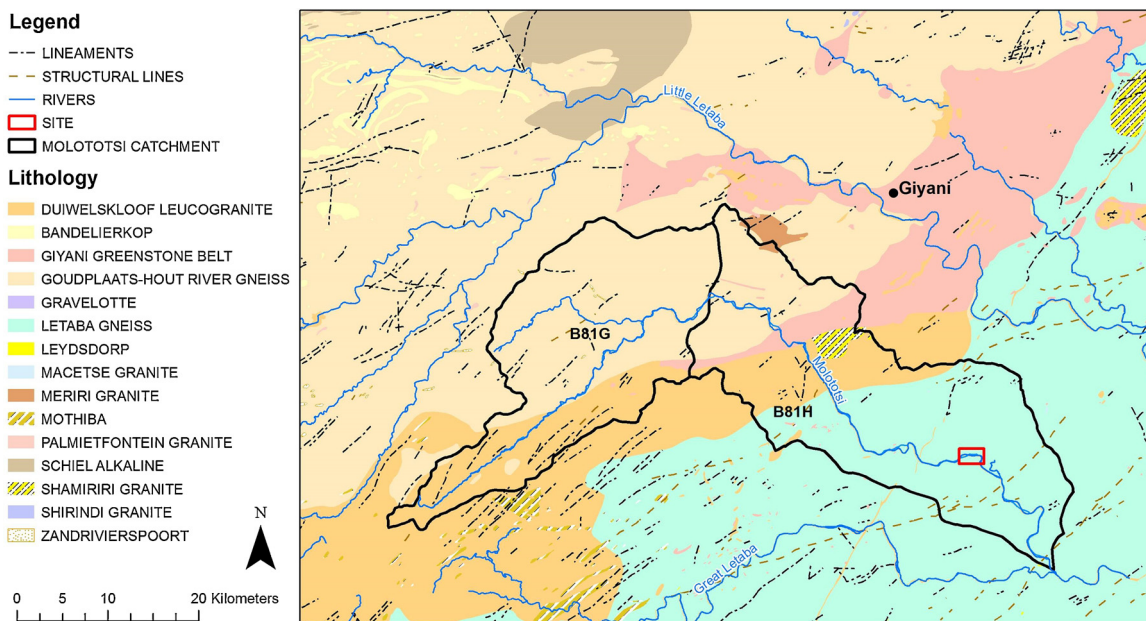 Legend
LINEAMENTS
STRUCTURAL LINES
RIVERS
SITE
MOLOTOTSI CATCHMENT
Lithology
DUIWELSKLOOF LEUCOGRANITE
BANDELIERKOP
GIYANI GREENSTONE BELT
GOUDPLAATS-HOUT RIVER GNEISS
GRAVELOTTE
LETABA GNEISS
LEYDSDORP
MACETSE GRANITE
MERIRI GRANITE
MOTHIBA
PALMIETFONTEIN GRANITE
SCHIEL ALKALINE
SHAMIRIRI GRANITE
SHIRINDI GRANITE
ZANDRIVIERSPOORT
N
0 5 10 20 Kilometers
Little Letaba
Giyani
B81G
Molototsi
B81H
Great Letaba